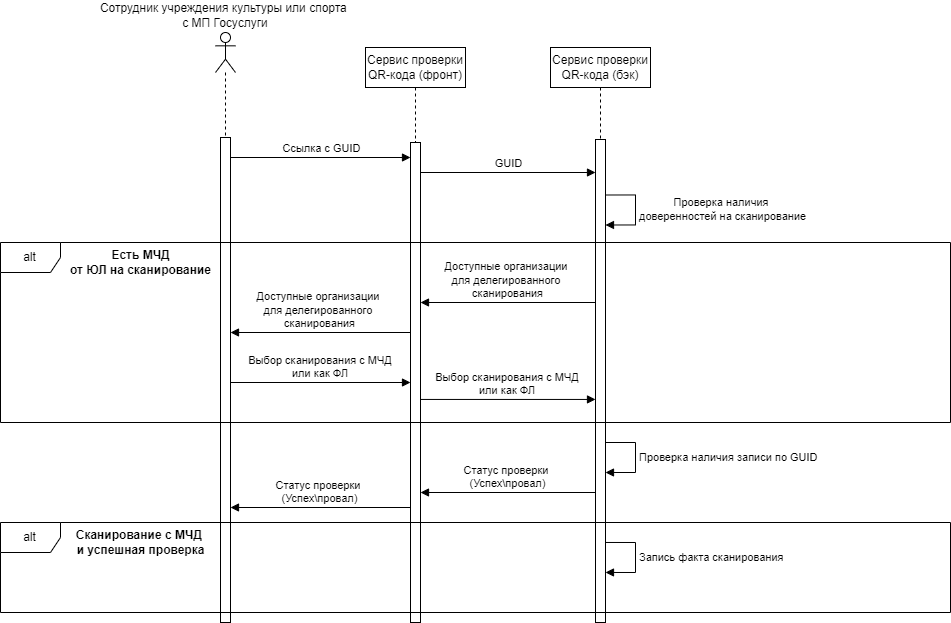 Сотрудник учреждения культуры или спорта
с МП Госуслуги
Сервис проверки
QR-кода (фронт)
Сервис проверки
QR-кода (бэк)
Ссылка с GUID
GUID
Проверка наличия
доверенностей на сканирование
alt
Есть МЧД
от ЮЛ на сканирование
Доступные организации
для делегированного
сканирования
Доступные организации
для делегированного
сканирования
Выбор сканирования с МЧД
или как ФЛ
Выбор сканирования с МЧД
или как ФЛ
Проверка наличия записи по GUID
Статус проверки
(Успех\провал)
Статус проверки
(Успех\провал)
alt
Сканирование с МЧД
и успешная проверка
Запись факта сканирования